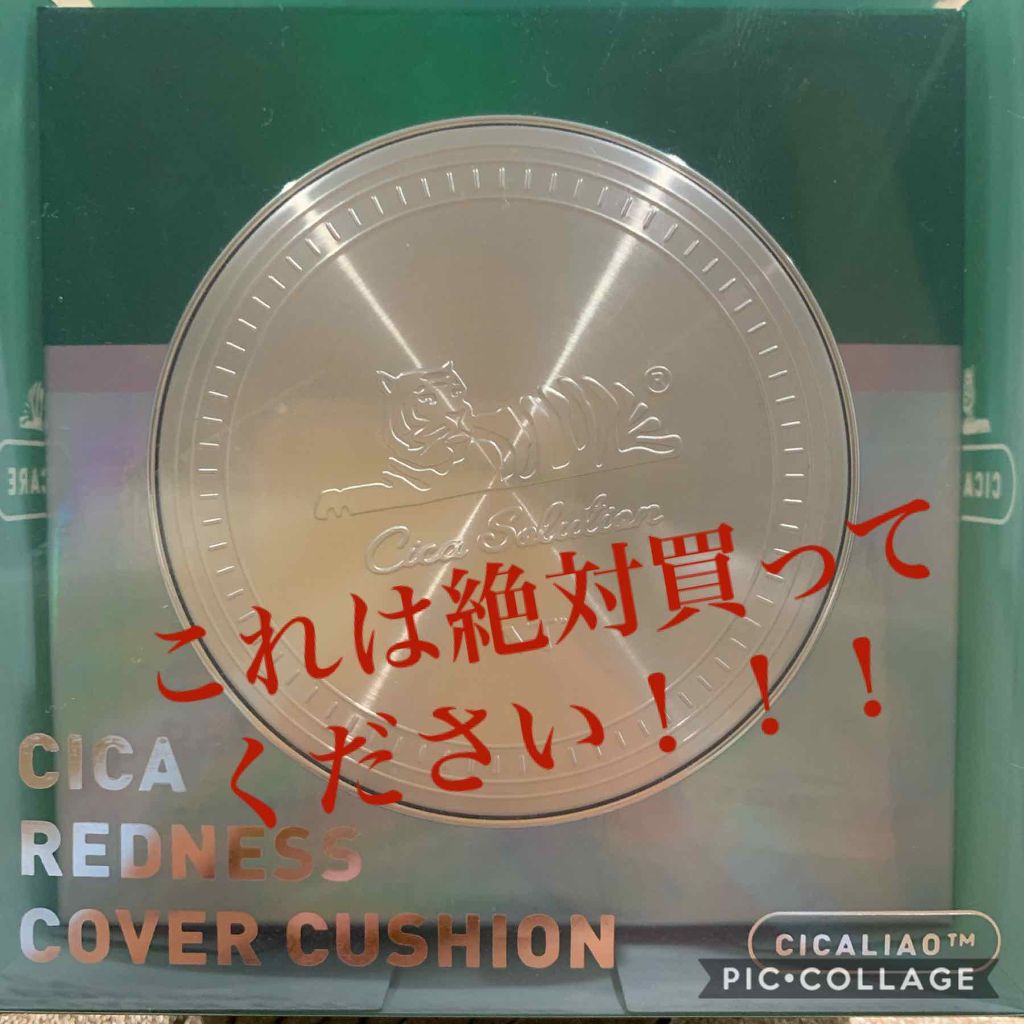 ®
Cica Solution
これは絶対買って
ください！！！
CICA
REDNESS
COVER CUSHION
CICALIAO™
PIC•COLLAGE